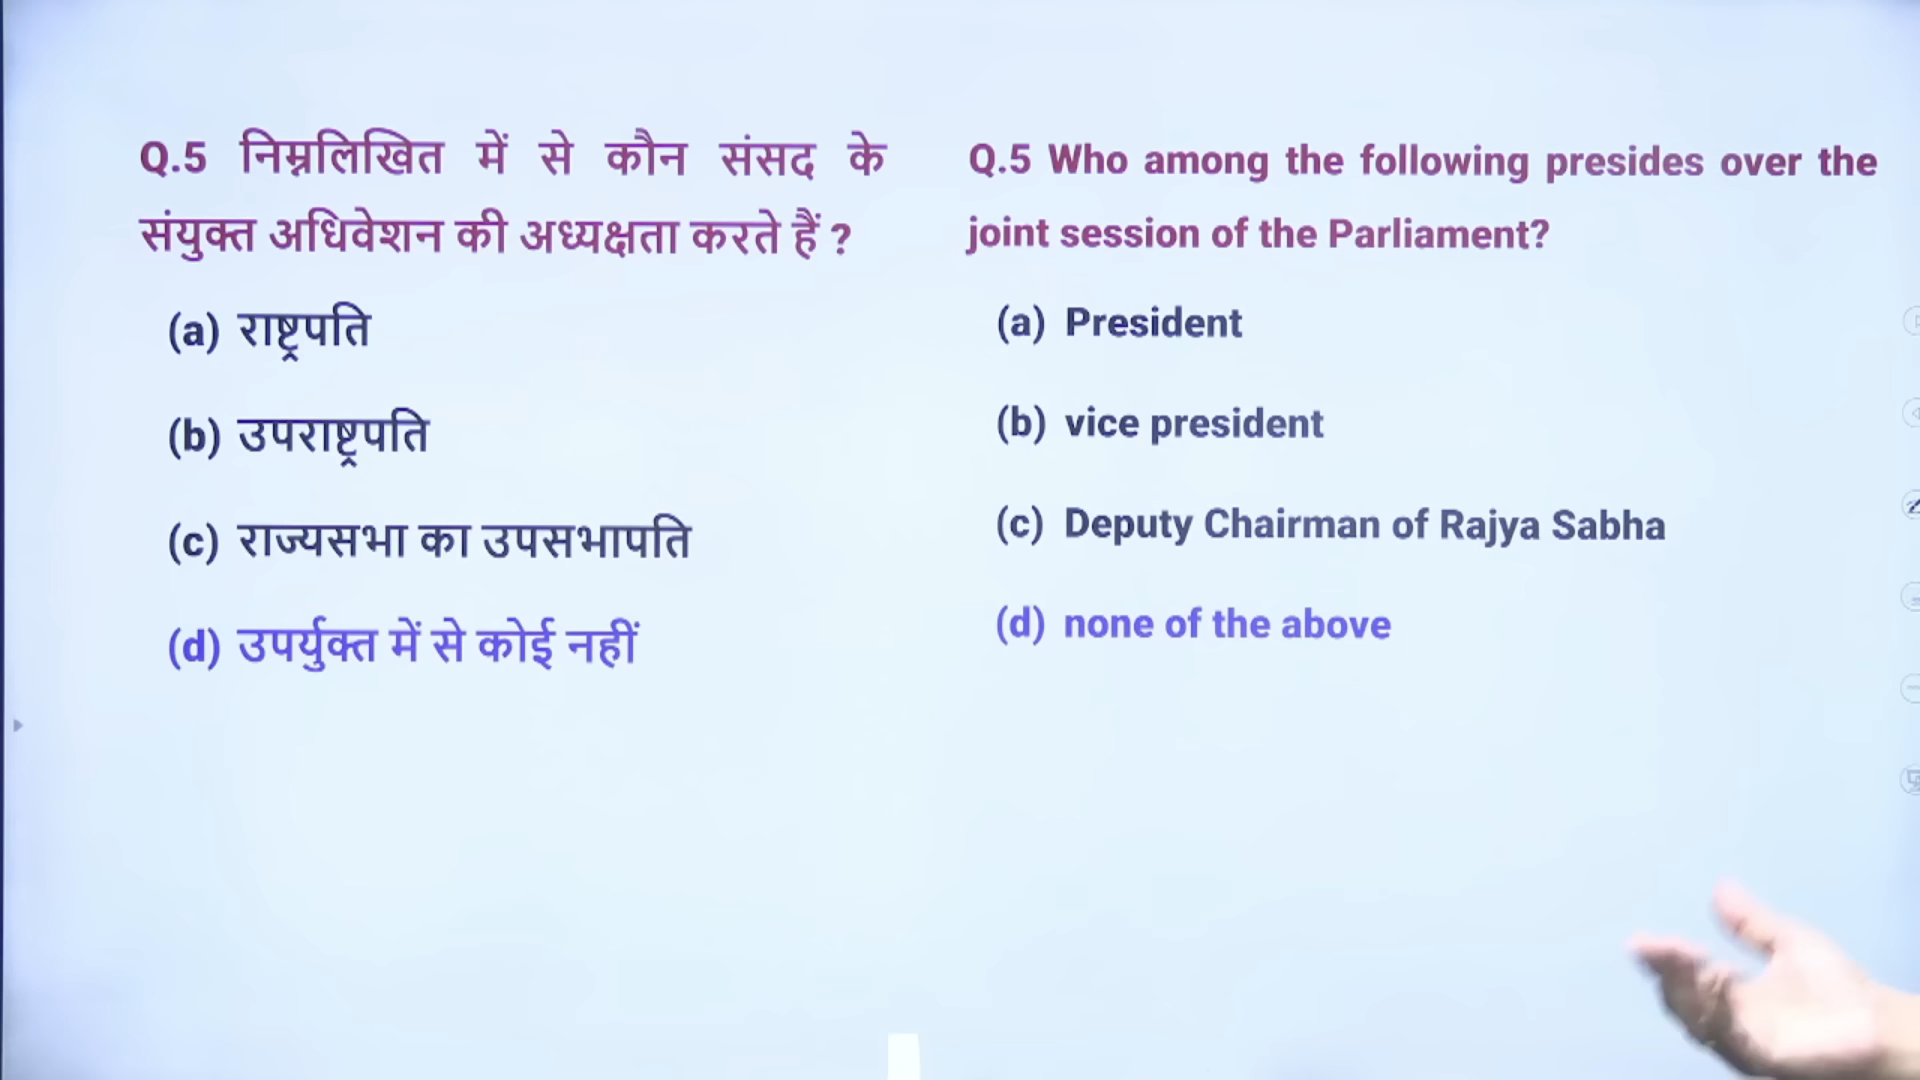 Q.5 निम्नलिखित में से कौन संसद के
संयुक्त अधिवेशन की अध्यक्षता करते हैं ?
(a) राष्ट्रपति
(b) उपराष्ट्रपति
(c) राज्यसभा का उपसभापति
(d) उपर्युक्त में से कोई नहीं
Q.5 Who among the following presides over the
joint session of the Parliament?
(a) President
(b) vice president
(c) Deputy Chairman of Rajya Sabha
(d) none of the above